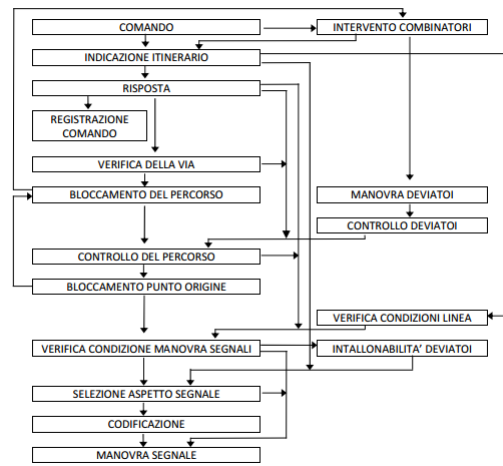 COMANDO
INTERVENTO COMBINATORI
INDICAZIONE ITINERARIO
RISPOSTA
REGISTRAZIONE
COMANDO
VERIFICA DELLA VIA
BLOCCAMENTO DEL PERCORSO
MANOVRA DEVIATOI
CONTROLLO DEVIATOI
CONTROLLO DEL PERCORSO
BLOCCAMENTO PUNTO ORIGINE
VERIFICA CONDIZIONI LINEA
VERIFICA CONDIZIONE MANOVRA SEGNALI
INTALLONABILITA' DEVIATOI
SELEZIONE ASPETTO SEGNALE
CODIFICAZIONE
MANOVRA SEGNALE